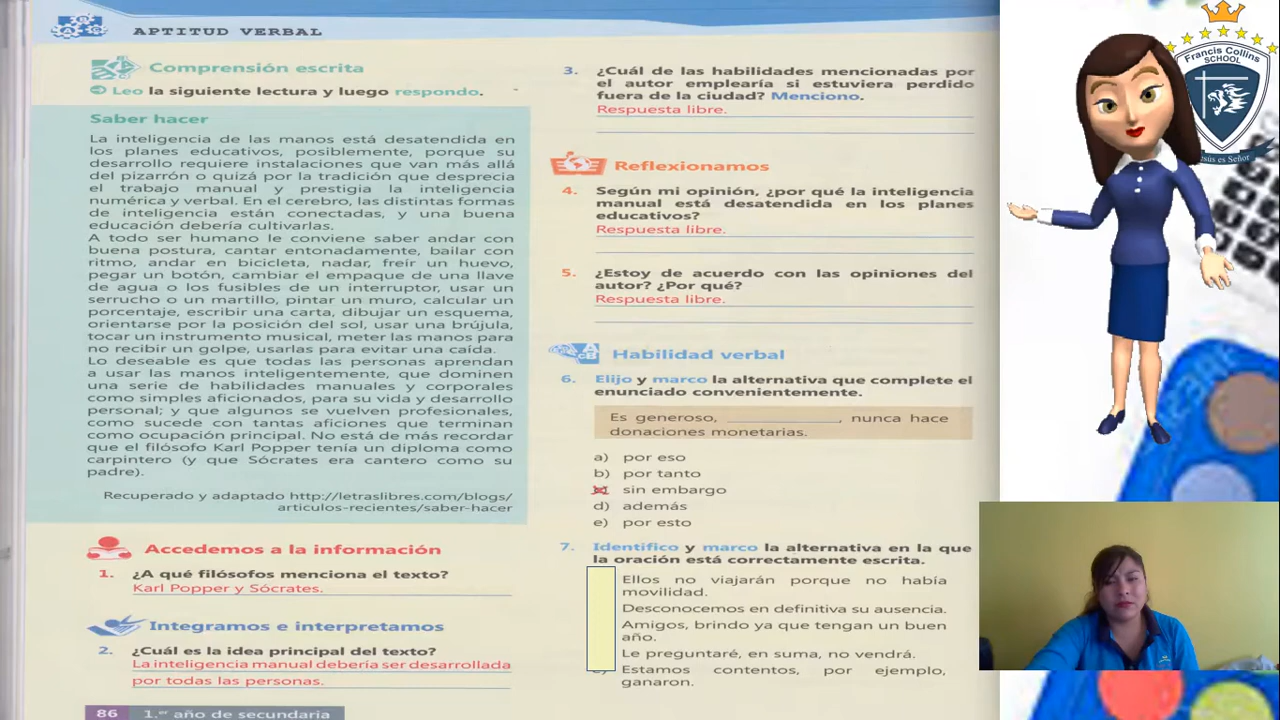 APTITUD VERBAL
Comprensión escrita
Leo la siguiente lectura y luego respondo.
Saber hacer
La inteligencia de las manos está desatendida en
los planes educativos, posiblemente, porque su
desarrollo requiere instalaciones que van más allá
del pizarrón o quizá por la tradición que desprecia
el trabajo manual y prestigia la inteligencia
numérica y verbal. En el cerebro, las distintas formas
de inteligencia están conectadas, y una buena
educación debería cultivarlas.
A todo ser humano le conviene saber andar con
buena postura, cantar entonadamente, bailar con
ritmo, andar en bicicleta, nadar, freír un huevo,
pegar un botón, cambiar el empaque de una llave
de agua o los fusibles de un interruptor, usar un
serrucho o un martillo, pintar un muro, calcular un
porcentaje, escribir una carta, dibujar un esquema,
orientarse por la posición del sol, usar una brújula,
tocar un instrumento musical, meter las manos para
no recibir un golpe, usarlas para evitar una caída.
Lo deseable es que todas las personas aprendan
a usar las manos inteligentemente, que dominen
una serie de habilidades manuales y corporales
como simples aficionados, para su vida y desarrollo
personal; y que algunos se vuelven profesionales,
como sucede con tantas aficiones que terminan
como ocupación principal. No está de más recordar
que el filósofo Karl Popper tenía un diploma como
carpintero (y que Sócrates era cantero como su
padre).
Recuperado y adaptado http://letraslibres.com/blogs/
articulos-recientes/saber-hacer
Accedemos a la información
1. ¿A qué filósofos menciona el texto?
Karl Popper y Sócrates.
Integramos e interpretamos
2. ¿Cuál es la idea principal del texto?
La inteligencia manual debería ser desarrollada
por todas las personas.
86 1.er año de secundaria
3. ¿Cuál de las habilidades mencionadas por
el autor emplearía si estuviera perdido
fuera de la ciudad? Menciono.
Respuesta libre.
Reflexionamos
4. Según mi opinión, ¿por qué la inteligencia
manual está desatendida en los planes
educativos?
Respuesta libre.
5. ¿Estoy de acuerdo con las opiniones del
autor? ¿Por qué?
Respuesta libre.
Habilidad verbal
6. Elijo y marco la alternativa que complete el
enunciado convenientemente.
Es generoso, ______________, nunca hace
donaciones monetarias.
a) por eso
b) por tanto
sin embargo
d) además
e) por esto
7. Identifico y marco la alternativa en la que
la oración está correctamente escrita.
Ellos no viajarán porque no había
movilidad.
Desconocemos en definitiva su ausencia.
Amigos, brindo ya que tengan un buen
año.
Le preguntaré, en suma, no vendrá.
Estamos contentos, por ejemplo,
ganaron.
Francis Collins
SCHOOL
Jesús es Señor